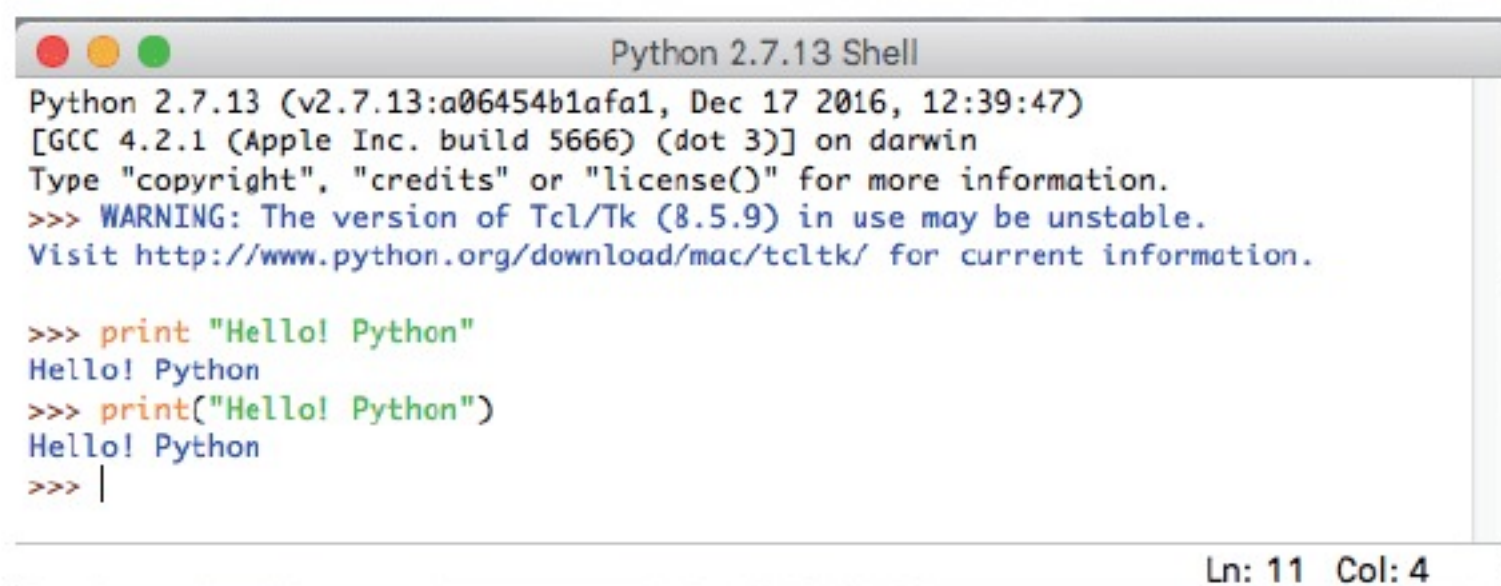 Python 2.7.13 Shell
Python 2.7.13 (v2.7.13:a06454b1afa1, Dec 17 2016, 12:39:47)
[GCC 4.2.1 (Apple Inc. build 5666) (dot 3)] on darwin
Type "copyright", "credits" or "license()" for more information.
>>> WARNING: The version of Tcl/Tk (8.5.9) in use may be unstable.
Visit http://www.python.org/download/mac/tcltk/ for current information.
>>> print "Hello! Python"
Hello! Python
>>> print("Hello! Python")
Hello! Python
>>>
Ln: 11 Col: 4